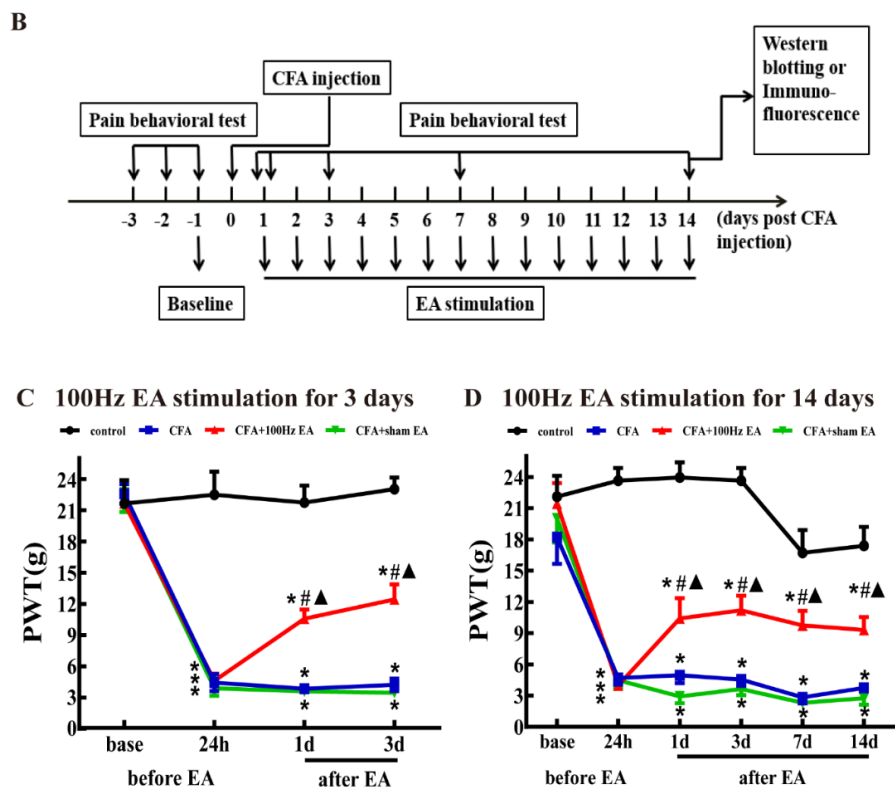 B
CFA injection
Pain behavioral test
Pain behavioral test
Western
blotting or
Immuno-
fluorescence
-3 -2 -1 0 1 2 3 4 5 6 7 8 9 10 11 12 13 14 (days post CFA
injection)
Baseline
EA stimulation
C 100Hz EA stimulation for 3 days
control CFA CFA+100Hz EA CFA+sham EA
PWT(g)
24
21
18
15
12
9
6
3
0
*#▲
*#▲
***
* *
* *
base 24h 1d 3d
before EA after EA
D 100Hz EA stimulation for 14 days
control CFA CFA+100Hz EA CFA+sham EA
PWT(g)
24
21
18
15
12
9
6
3
0
*#▲ *#▲ *#▲ *#▲
***
* * * *
* * * *
base 24h 1d 3d 7d 14d
before EA after EA